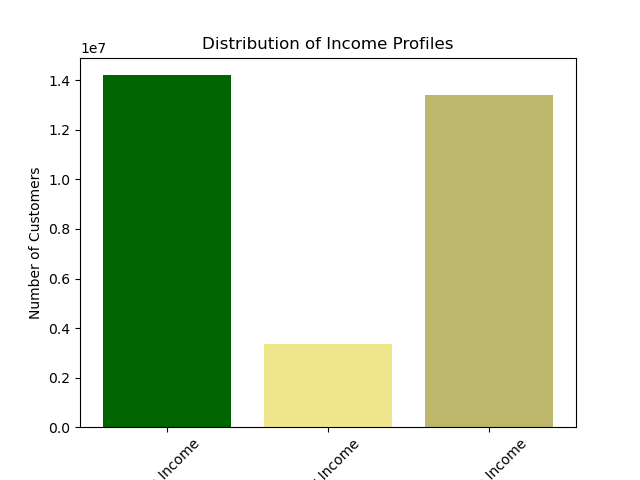 Distribution of Income Profiles
1e7
Number of Customers
1.4
1.2
1.0
0.8
0.6
0.4
0.2
0.0
Income
Income
Income